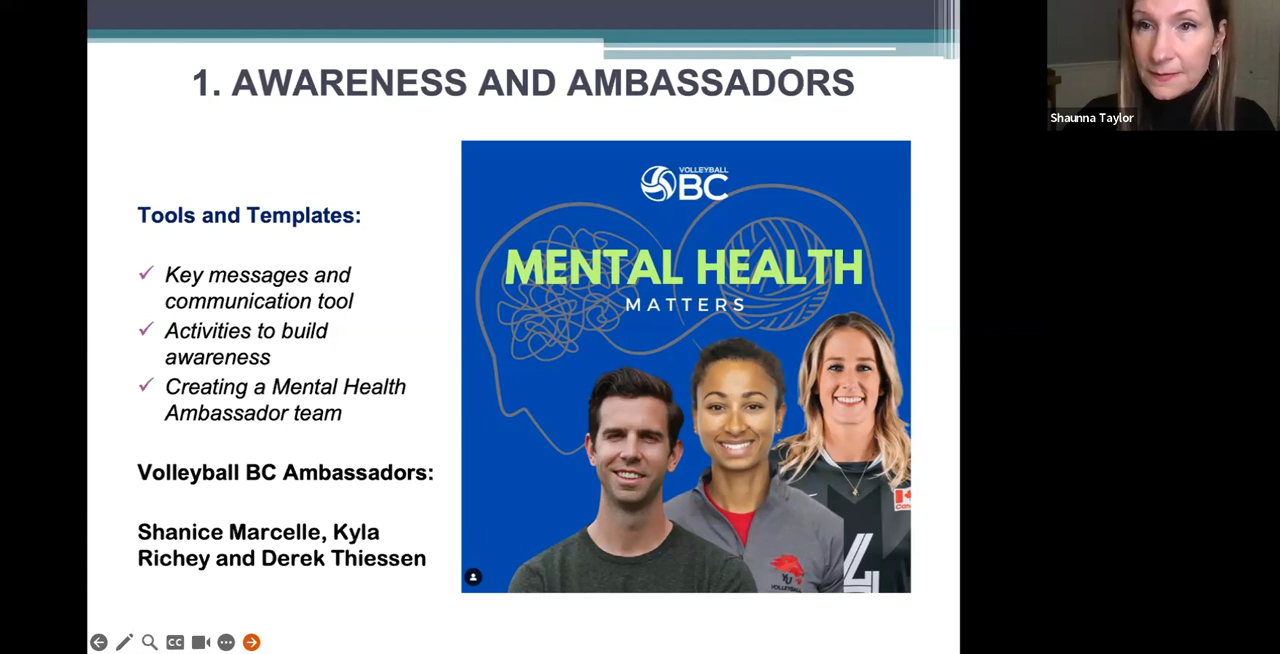 1. AWARENESS AND AMBASSADORS
Shaunna Taylor
Tools and Templates:
Key messages and
communication tool
Activities to build
awareness
Creating a Mental Health
Ambassador team
Volleyball BC Ambassadors:
Shanice Marcelle, Kyla
Richey and Derek Thiessen
VOLLEYBALL
BC
MENTAL HEALTH
MATTERS
VOLLEYBALL
CC